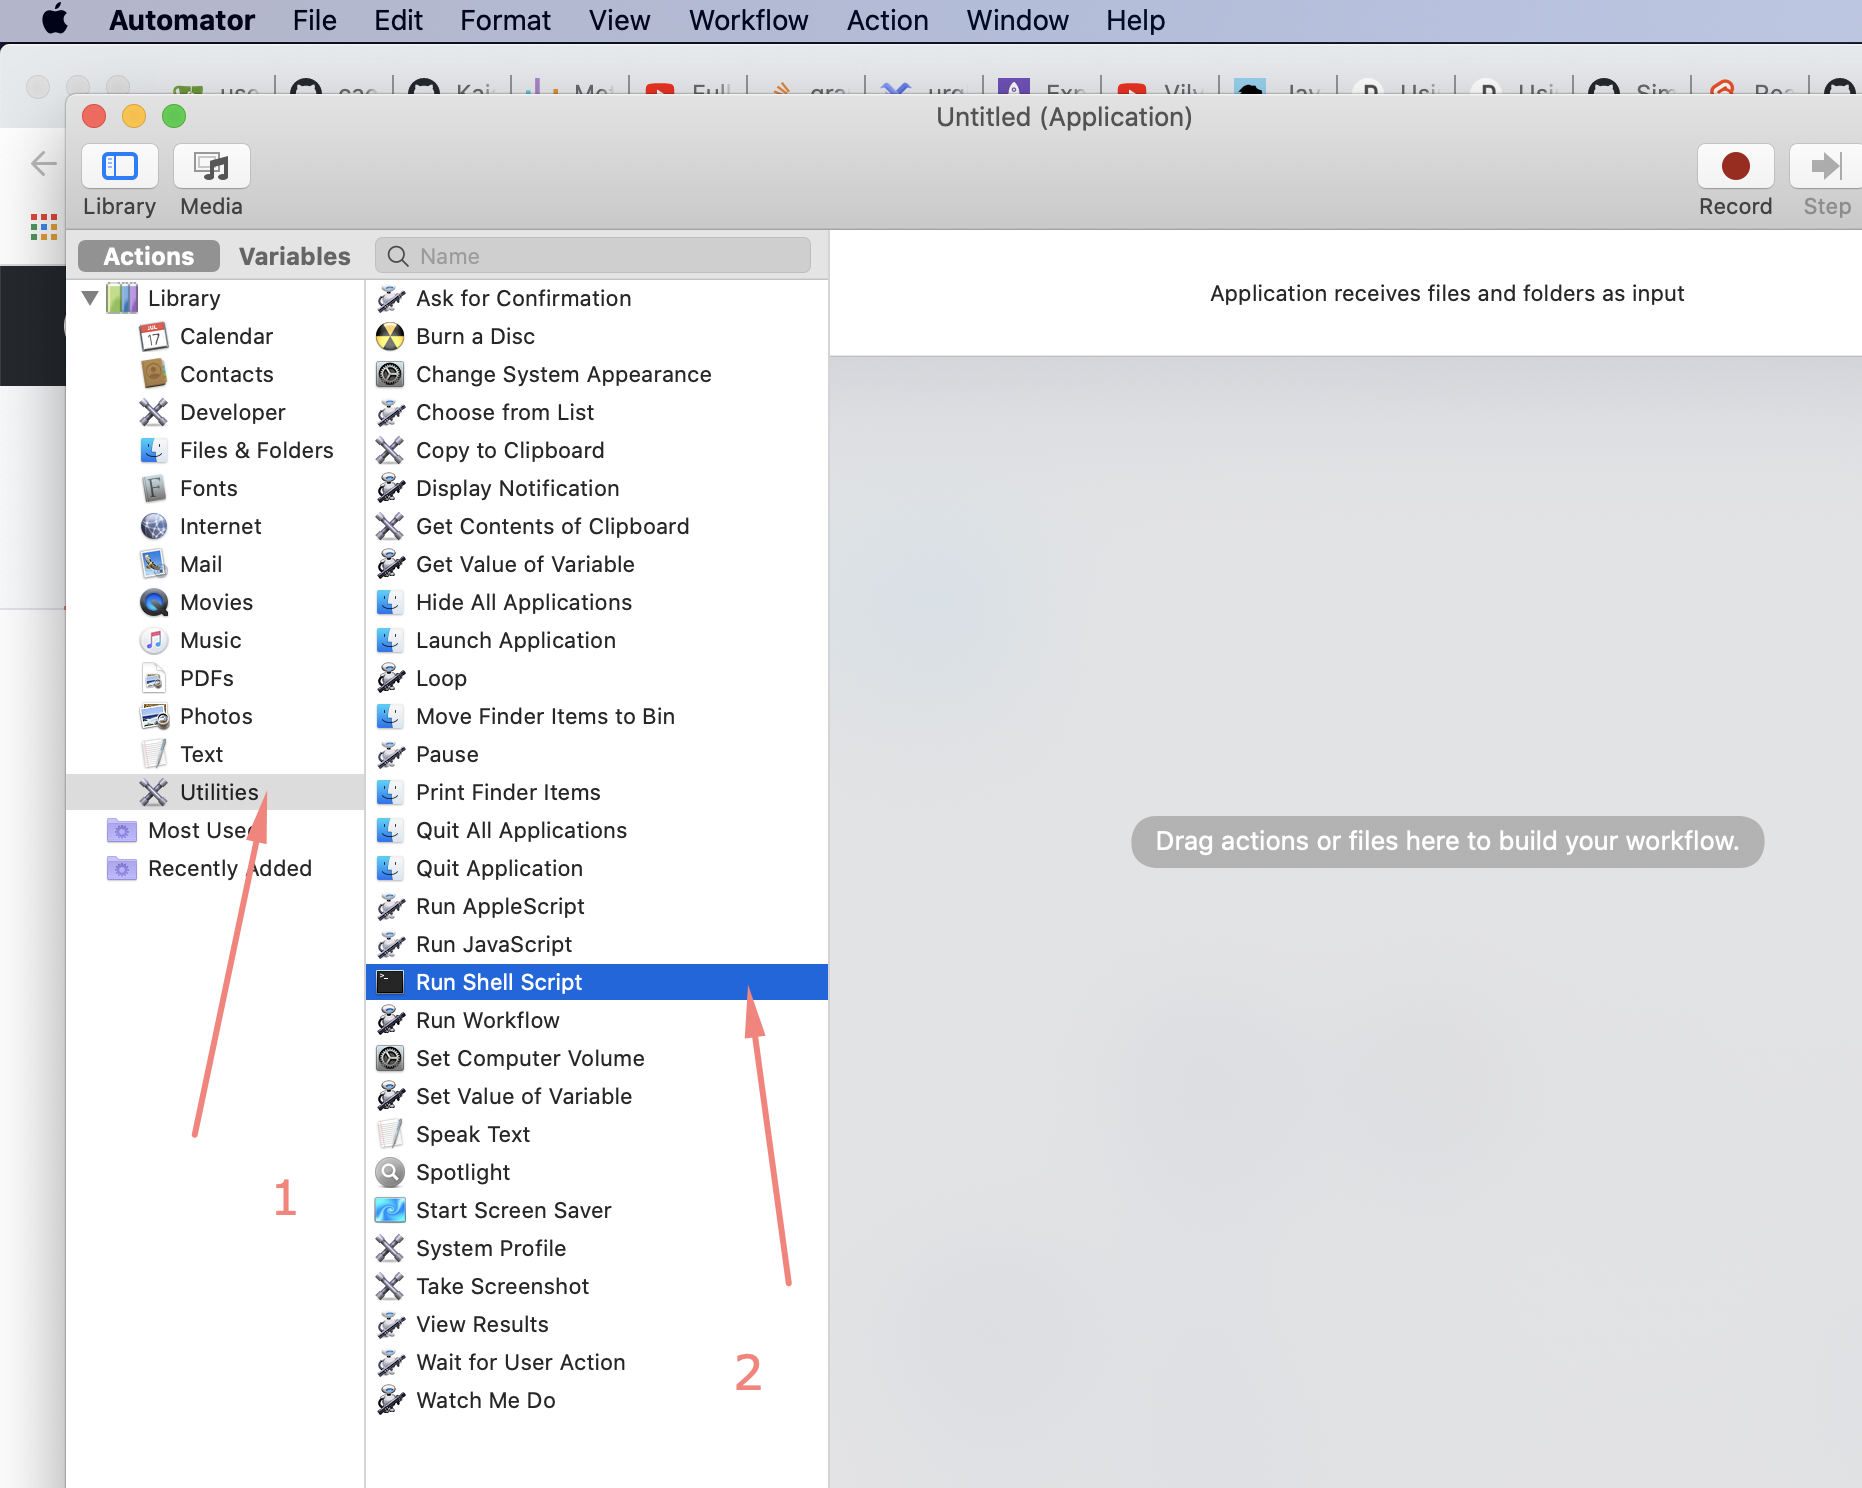 Automator File Edit Format View Workflow Action Window Help
Untitled (Application)
Library Media
Record Step
Actions Variables Name
Application receives files and folders as input
Library
Calendar
JUL
17
Contacts
Developer
Files & Folders
Fonts
Internet
Mail
Movies
Music
PDFs
Photos
Text
Utilities
Most Used
Recently Added
1
Ask for Confirmation
Burn a Disc
Change System Appearance
Choose from List
Copy to Clipboard
Display Notification
Get Contents of Clipboard
Get Value of Variable
Hide All Applications
Launch Application
Loop
Move Finder Items to Bin
Pause
Print Finder Items
Quit All Applications
Quit Application
Run AppleScript
Run JavaScript
Run Shell Script
Run Workflow
Set Computer Volume
Set Value of Variable
Speak Text
Spotlight
Start Screen Saver
System Profile
Take Screenshot
View Results
Wait for User Action
Watch Me Do
2
Drag actions or files here to build your workflow.